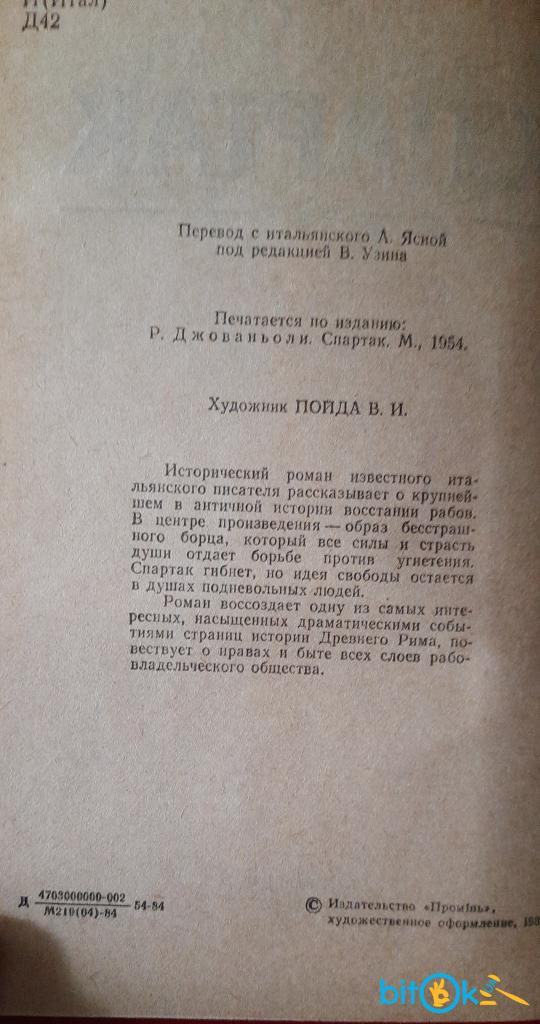 И(Итал)
Д42
Перевод с итальянского А. Ясной
под редакцией В. Узина
Печатается по изданию:
Р. Джованьоли. Спартак. М., 1954.
Художник ПОЙДА В. И.
Исторический роман известного ита-
льянского писателя рассказывает о крупней-
шем в античной истории восстании рабов.
В центре произведения — образ бесстраш-
ного борца, который все силы и страсть
души отдает борьбе против угнетения.
Спартак гибнет, но идея свободы остается
в душах подневольных людей.
Роман воссоздает одну из самых инте-
ресных, насыщенных драматическими собы-
тиями страниц истории Древнего Рима, по-
вествует о нравах и быте всех слоев рабо-
владельческого общества.
Д 4703000000-002 54-84
М219(04)-84
© Издательство «Промінь»,
художественное оформление, 198
bitok